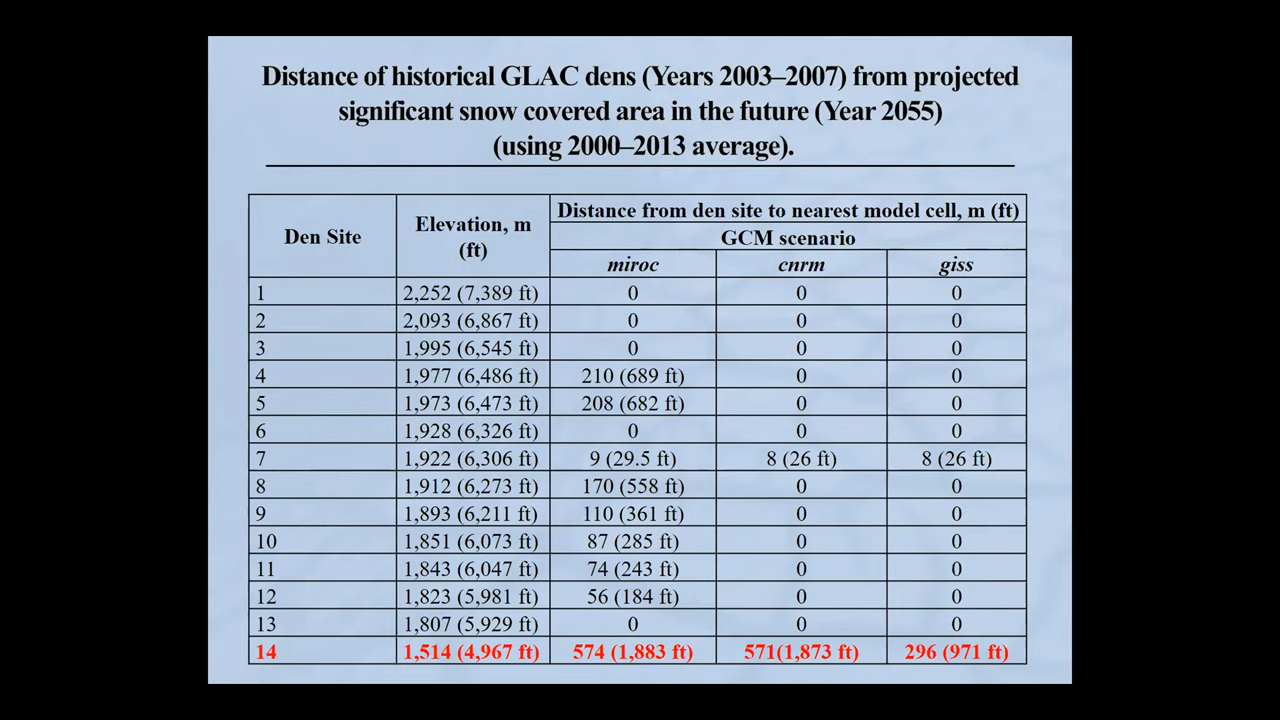 Distance of historical GLAC dens (Years 2003–2007) from projected
significant snow covered area in the future (Year 2055)
(using 2000–2013 average).
Den Site
Elevation, m
(ft)
Distance from den site to nearest model cell, m (ft)
GCM scenario
miroc cnrm giss
1 2,252 (7,389 ft) 0 0 0
2 2,093 (6,867 ft) 0 0 0
3 1,995 (6,545 ft) 0 0 0
4 1,977 (6,486 ft) 210 (689 ft) 0 0
5 1,973 (6,473 ft) 208 (682 ft) 0 0
6 1,928 (6,326 ft) 0 0 0
7 1,922 (6,306 ft) 9 (29.5 ft) 8 (26 ft) 8 (26 ft)
8 1,912 (6,273 ft) 170 (558 ft) 0 0
9 1,893 (6,211 ft) 110 (361 ft) 0 0
10 1,851 (6,073 ft) 87 (285 ft) 0 0
11 1,843 (6,047 ft) 74 (243 ft) 0 0
12 1,823 (5,981 ft) 56 (184 ft) 0 0
13 1,807 (5,929 ft) 0 0 0
14 1,514 (4,967 ft) 574 (1,883 ft) 571(1,873 ft) 296 (971 ft)